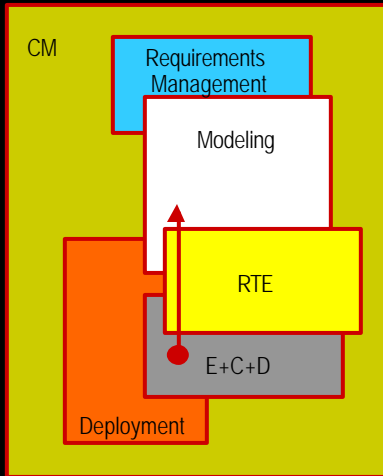 CM
Requirements
Management
Modeling
RTE
E+C+D
Deployment